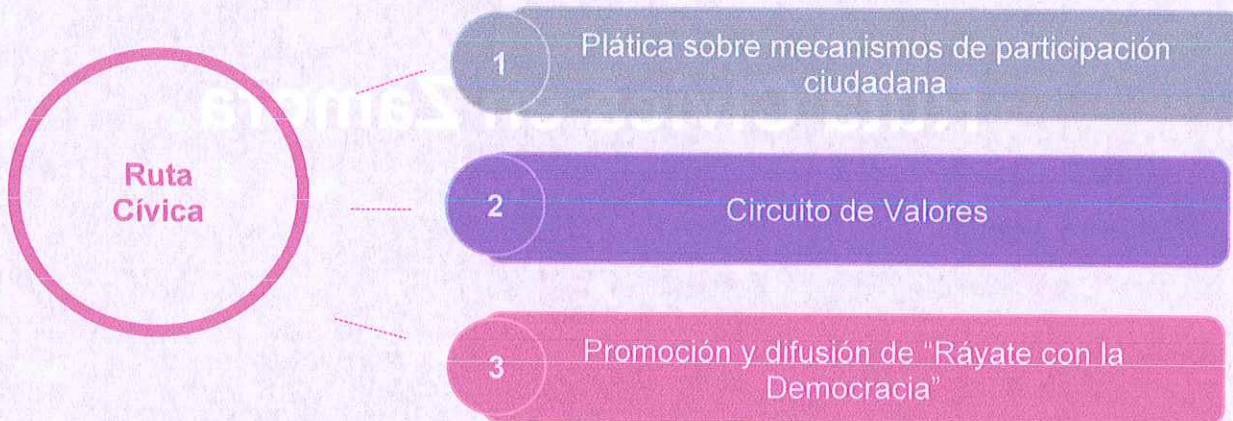 Ruta
Cívica
1
Plática sobre mecanismos de participación
ciudadana
2
Circuito de Valores
3
Promoción y difusión de “Ráyate con la
Democracia”